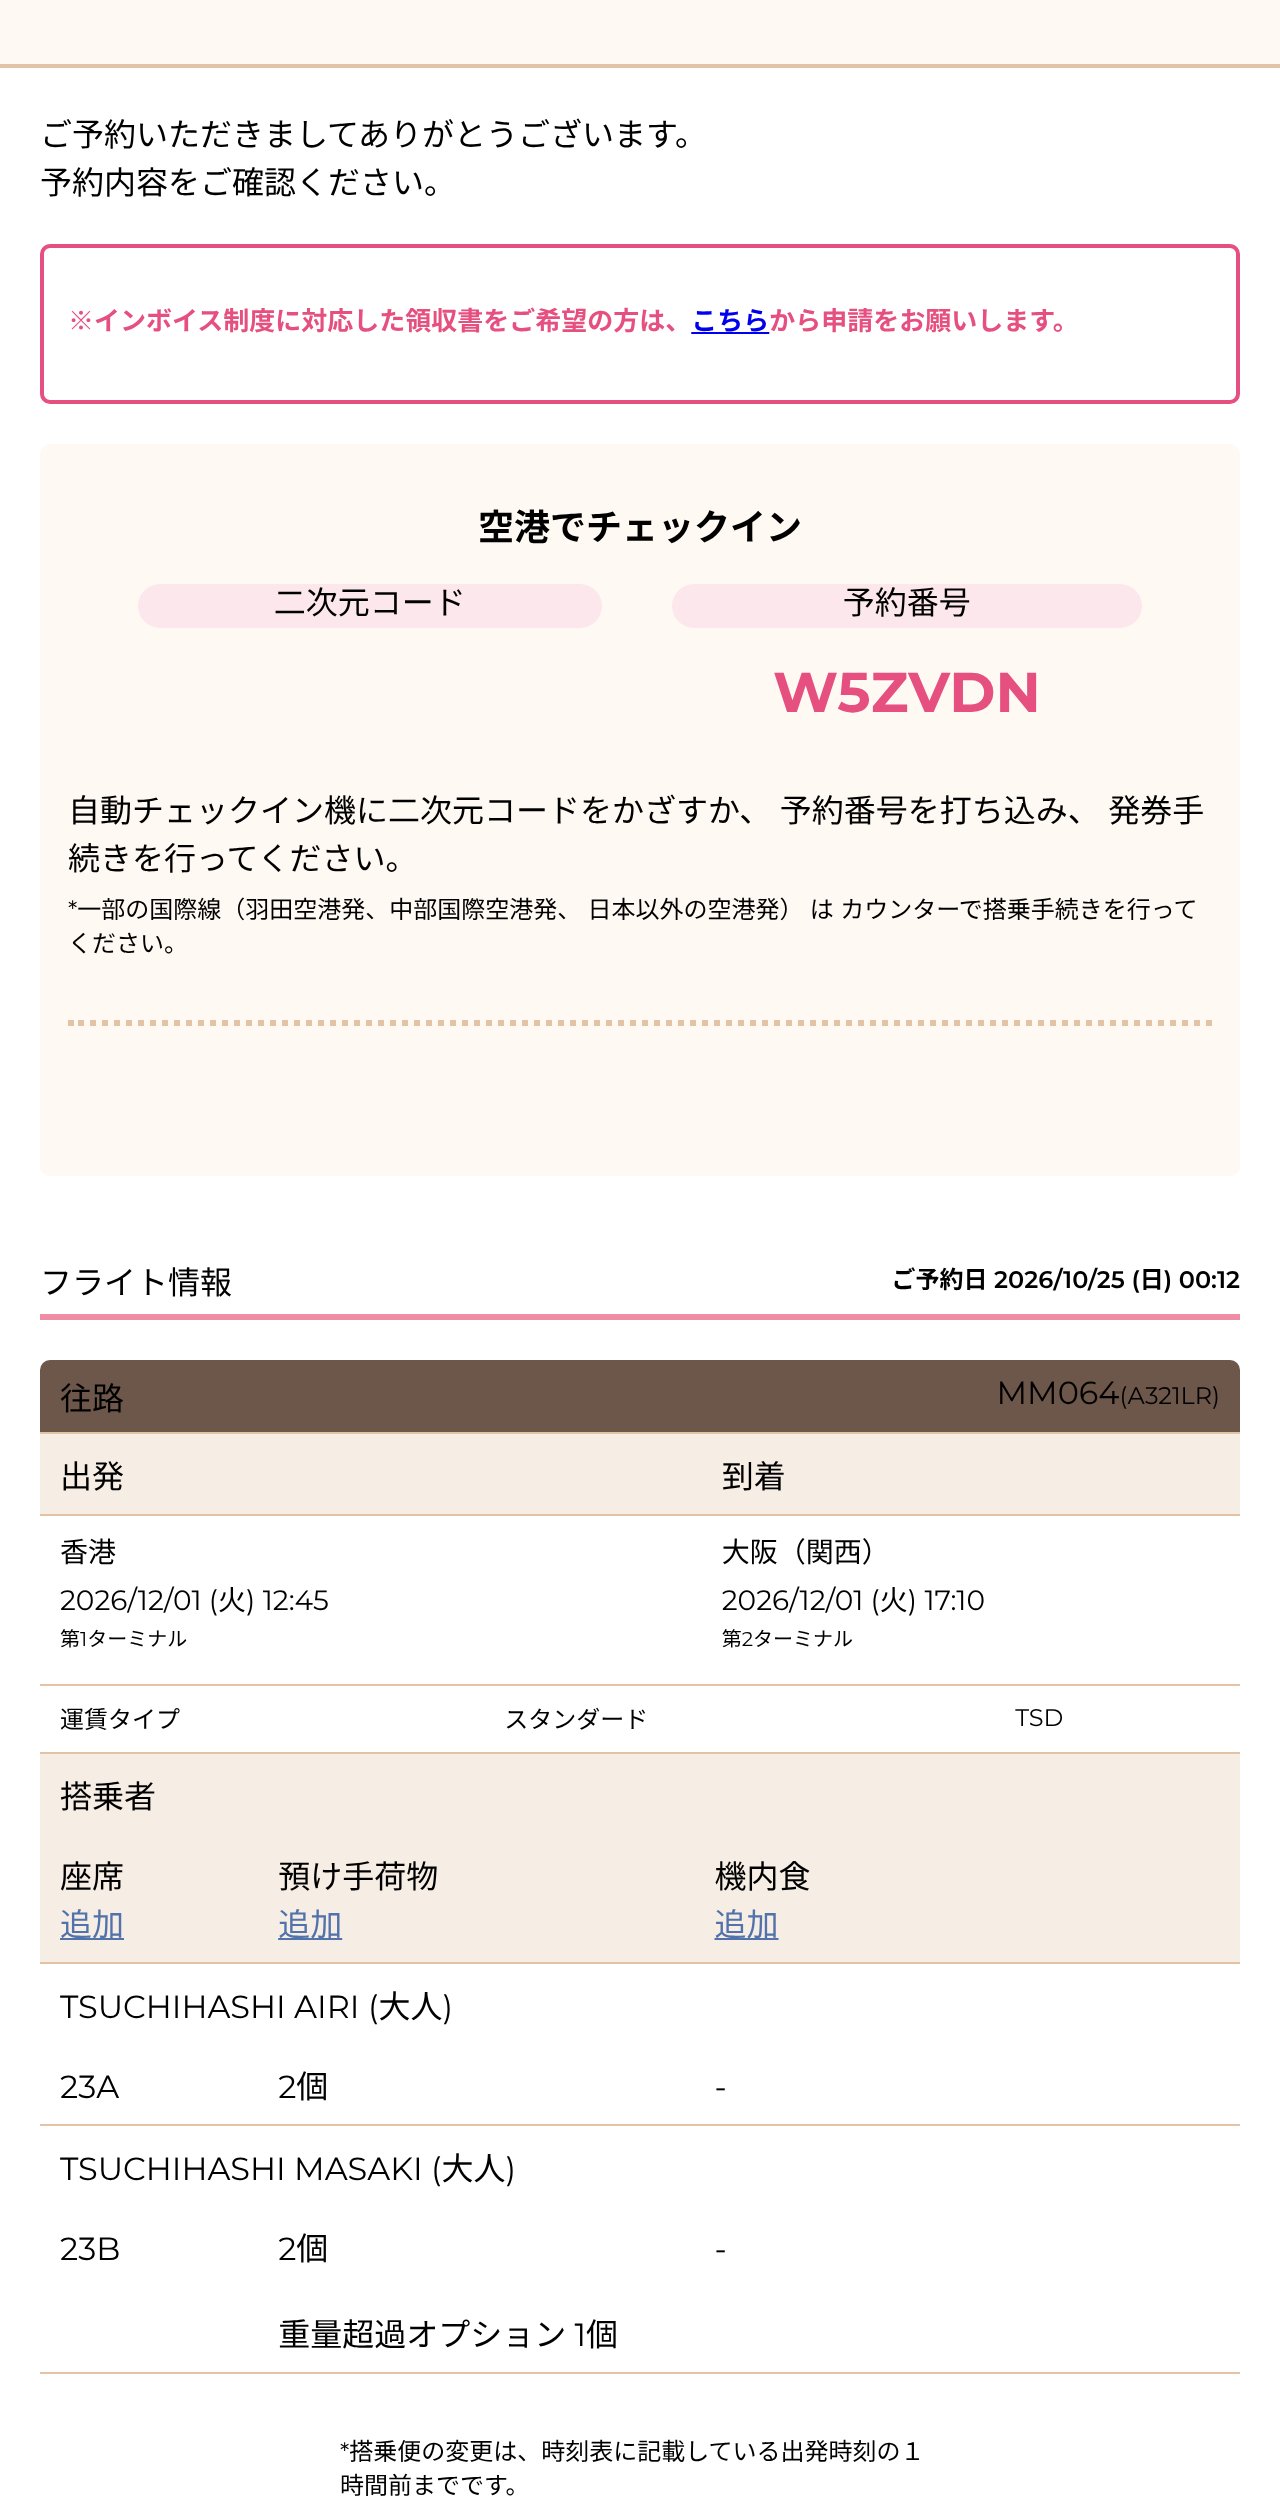 ご予約いただきましてありがとうございます。
予約内容をご確認ください。
※インボイス制度に対応した領収書をご希望の方は、こちらから申請をお願いします。
空港でチェックイン
二次元コード 予約番号
W5ZVDN
自動チェックイン機に二次元コードをかざすか、 予約番号を打ち込み、 発券手
続きを行ってください。
*一部の国際線（羽田空港発、中部国際空港発、 日本以外の空港発） は カウンターで搭乗手続きを行って
ください。
フライト情報 ご予約日 2026/10/25 (日) 00:12
往路 MM064(A321LR)
出発 到着
香港 大阪（関西）
2026/12/01 (火) 12:45 2026/12/01 (火) 17:10
第1ターミナル 第2ターミナル
運賃タイプ スタンダード TSD
搭乗者
座席 預け手荷物 機内食
追加 追加 追加
TSUCHIHASHI AIRI (大人)
23A 2個 -
TSUCHIHASHI MASAKI (大人)
23B 2個 -
重量超過オプション 1個
*搭乗便の変更は、時刻表に記載している出発時刻の１
時間前までです。